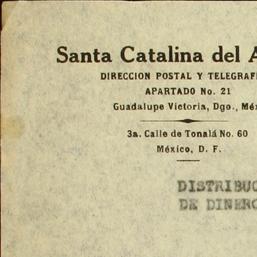 Santa Catalina del A
DIRECCION POSTAL Y TELEGRAFI
APARTADO No. 21
Guadalupe Victoria, Dgo., Méx
3a. Calle de Tonalá No. 60
México, D. F.
DISTRIBUC
DE DINERO